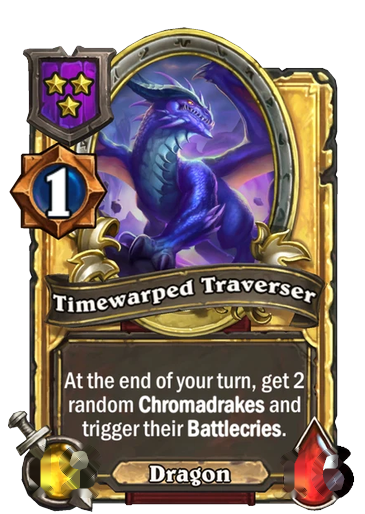 1
Timewarped Traverser
At the end of your turn, get 2
random Chromadrakes and
trigger their Battlecries.
Dragon